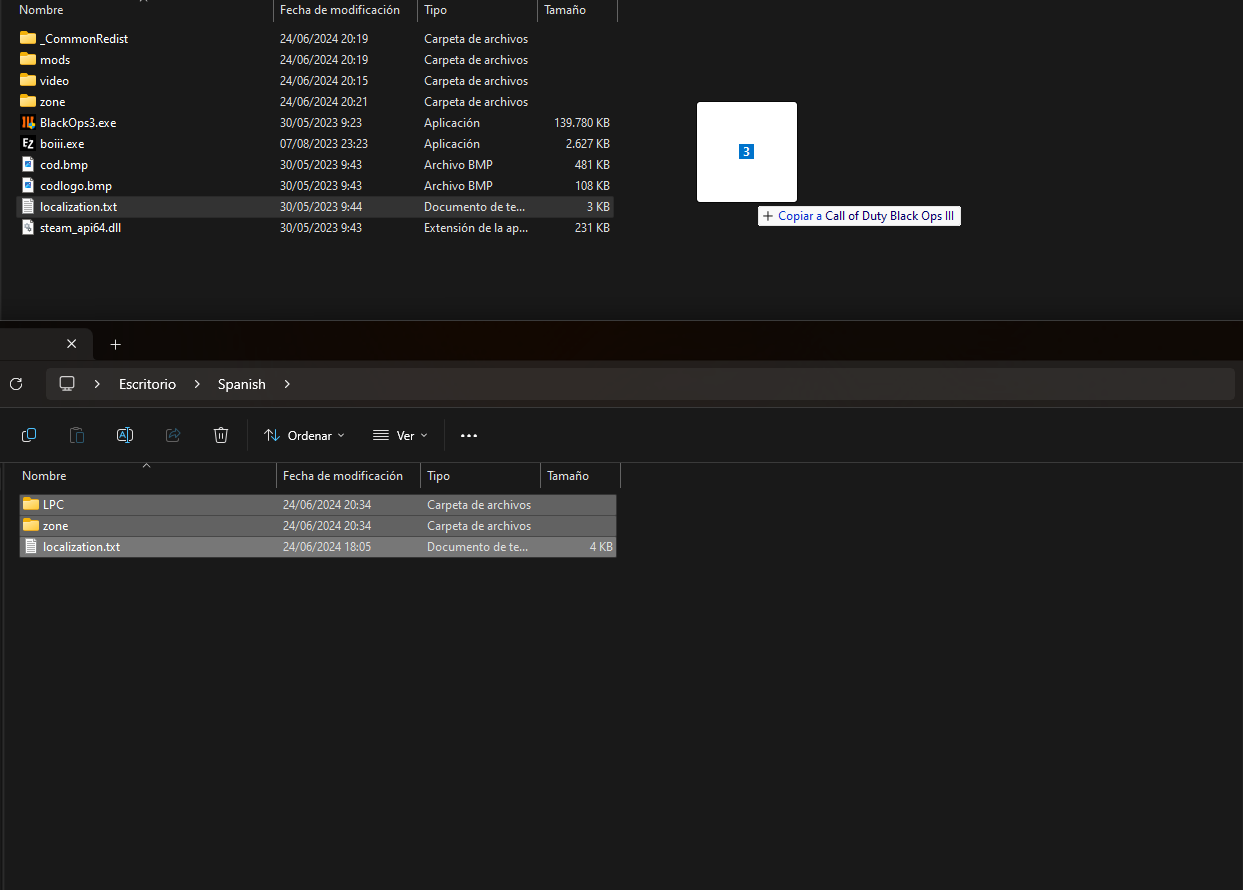 Nombre Fecha de modificación Tipo Tamaño
_CommonRedist 24/06/2024 20:19 Carpeta de archivos
mods 24/06/2024 20:19 Carpeta de archivos
video 24/06/2024 20:15 Carpeta de archivos
zone 24/06/2024 20:21 Carpeta de archivos
BlackOps3.exe 30/05/2023 9:23 Aplicación 139.780 KB
boiii.exe 07/08/2023 23:23 Aplicación 2.627 KB
cod.bmp 30/05/2023 9:43 Archivo BMP 481 KB
codlogo.bmp 30/05/2023 9:43 Archivo BMP 108 KB
localization.txt 30/05/2023 9:44 Documento de te... 3 KB
steam_api64.dll 30/05/2023 9:43 Extensión de la ap... 231 KB
3
+ Copiar a Call of Duty Black Ops III
Escritorio > Spanish >
Ordenar Ver ...
Nombre Fecha de modificación Tipo Tamaño
LPC 24/06/2024 20:34 Carpeta de archivos
zone 24/06/2024 20:34 Carpeta de archivos
localization.txt 24/06/2024 18:05 Documento de te... 4 KB